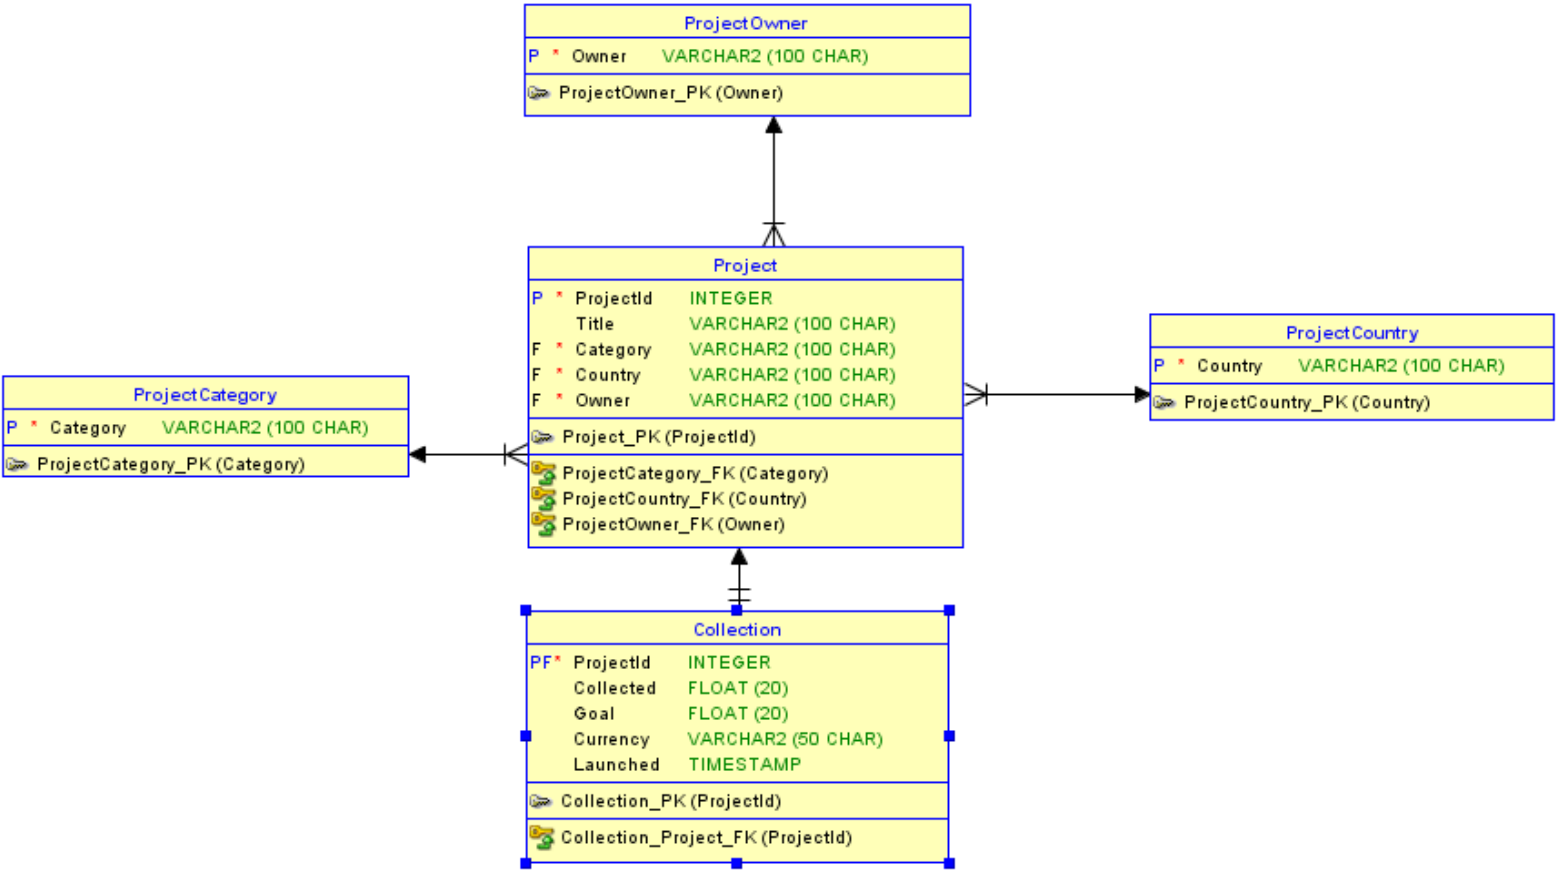 ProjectOwner
P * Owner VARCHAR2 (100 CHAR)
ProjectOwner_PK (Owner)
Project
P * ProjectId INTEGER
Title VARCHAR2 (100 CHAR)
F * Category VARCHAR2 (100 CHAR)
F * Country VARCHAR2 (100 CHAR)
F * Owner VARCHAR2 (100 CHAR)
Project_PK (ProjectId)
ProjectCategory_FK (Category)
ProjectCountry_FK (Country)
ProjectOwner_FK (Owner)
ProjectCountry
P * Country VARCHAR2 (100 CHAR)
ProjectCountry_PK (Country)
ProjectCategory
P * Category VARCHAR2 (100 CHAR)
ProjectCategory_PK (Category)
Collection
PF* ProjectId INTEGER
Collected FLOAT (20)
Goal FLOAT (20)
Currency VARCHAR2 (50 CHAR)
Launched TIMESTAMP
Collection_PK (ProjectId)
Collection_Project_FK (ProjectId)